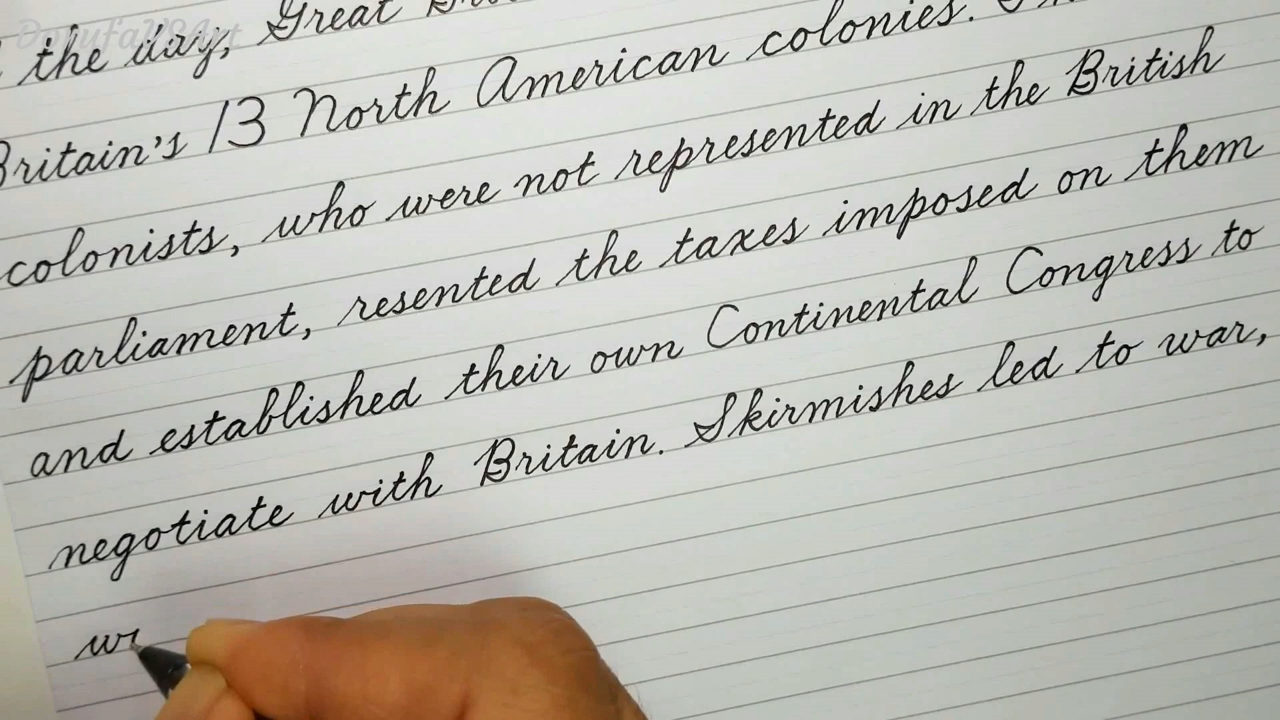 the day, Great
Britain's 13 North American colonies.
colonists, who were not represented in the British
parliament, resented the taxes imposed on them
and established their own Continental Congress to
negotiate with Britain. Skirmishes led to war,